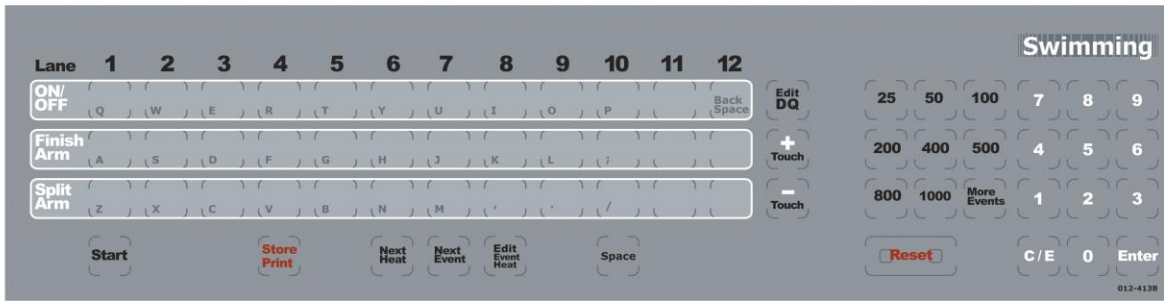 Swimming
Lane 1 2 3 4 5 6 7 8 9 10 11 12
ON/
OFF
Q W E R T Y U I O P
Back
Space
Edit
DQ
25 50 100 7 8 9
Finish
Arm
A S D F G H J K L ;
+
Touch
200 400 500 4 5 6
Split
Arm
Z X C V B N M , . /
–
Touch
800 1000
More
Events
1 2 3
Start
Store
Print
Next
Heat
Next
Event
Edit
Event
Heat
Space
Reset
C / E 0 Enter
012-413B